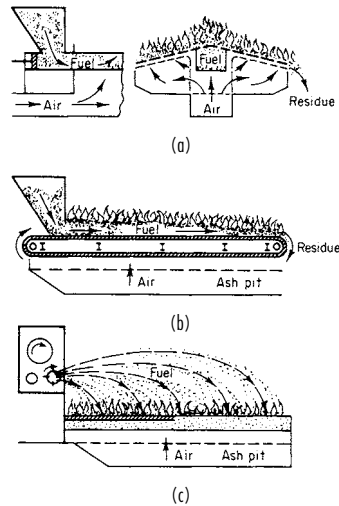 Fuel
Air
Fuel
Air
Residue
(a)
Fuel
Residue
Air
Ash pit
(b)
Fuel
Air
Ash pit
(c)